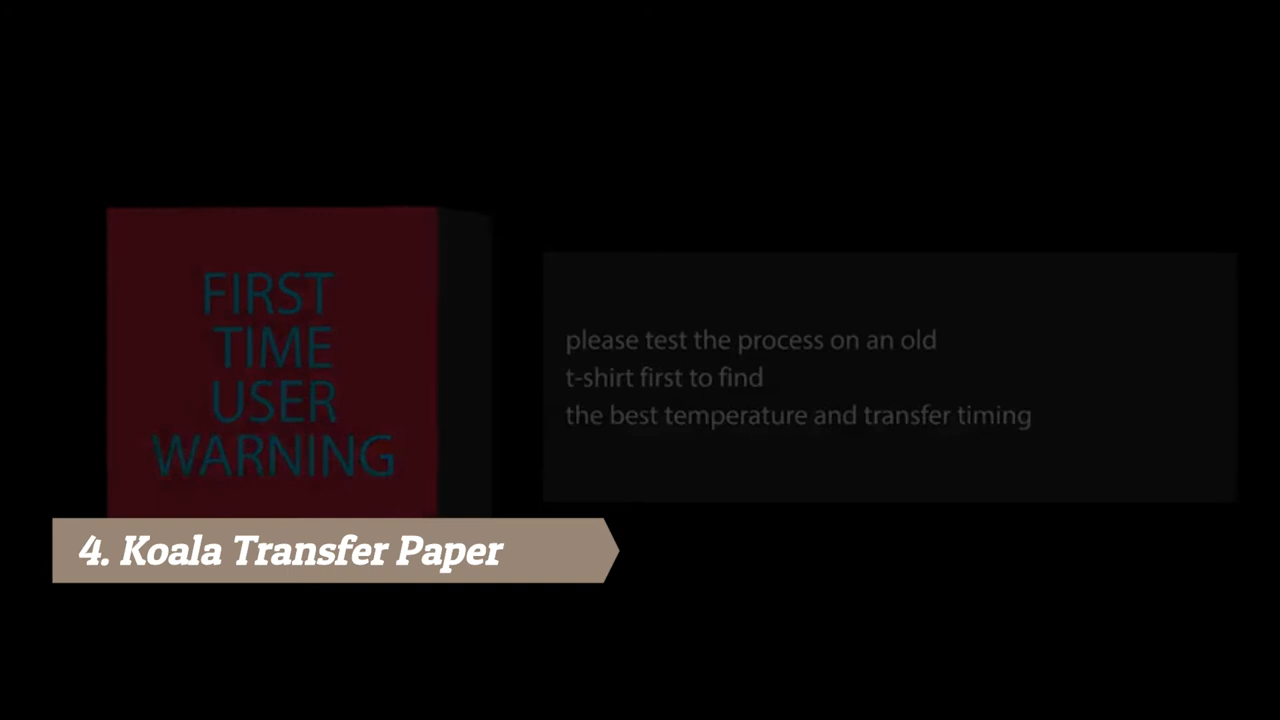 FIRST
TIME
USER
WARNING
please test the process on an old
t-shirt first to find
the best temperature and transfer timing
4. Koala Transfer Paper